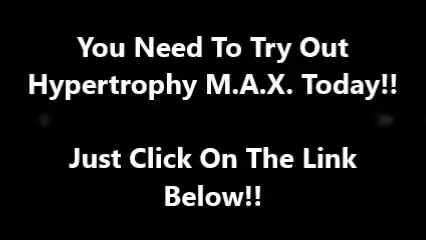 You Need To Try Out
Hypertrophy M.A.X. Today!!
Just Click On The Link
Below!!